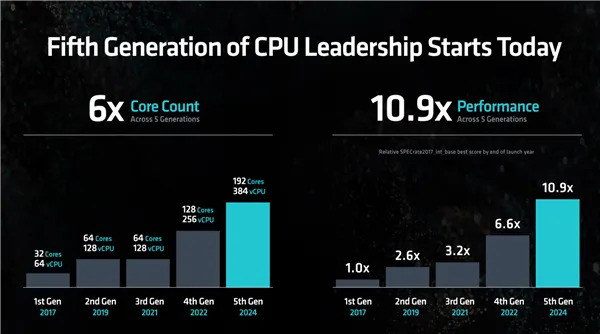 Fifth Generation of CPU Leadership Starts Today
6x Core Count
Across 5 Generations
32 Cores
64 vCPU
64 Cores
128 vCPU
64 Cores
128 vCPU
128 Cores
256 vCPU
192 Cores
384 vCPU
1st Gen
2017
2nd Gen
2019
3rd Gen
2021
4th Gen
2022
5th Gen
2024
10.9x Performance
Across 5 Generations
Relative SPECrate2017_int_base best score by end of launch year
1.0x
2.6x
3.2x
6.6x
10.9x
1st Gen
2017
2nd Gen
2019
3rd Gen
2021
4th Gen
2022
5th Gen
2024